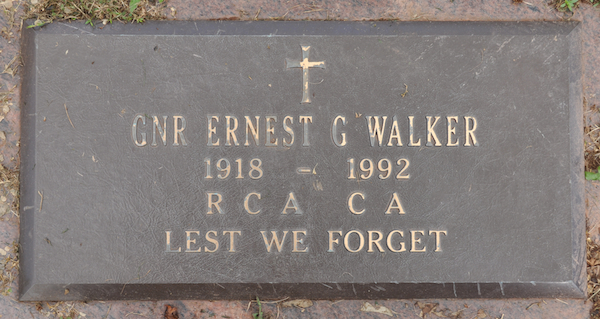 GNR ERNEST G WALKER
1918 - 1992
R C A C A
LEST WE FORGET